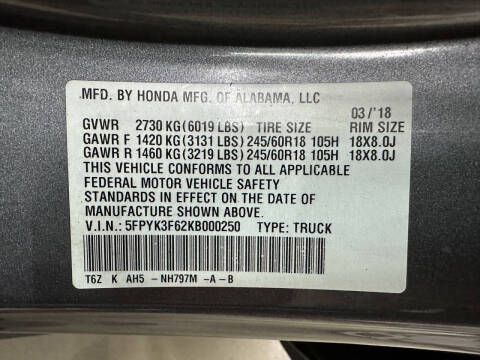 MFD. BY HONDA MFG. OF ALABAMA, LLC
03/'18
GVWR 2730 KG(6019 LBS) TIRE SIZE RIM SIZE
GAWR F 1420 KG(3131 LBS) 245/60R18 105H 18X8.0J
GAWR R 1460 KG(3219 LBS) 245/60R18 105H 18X8.0J
THIS VEHICLE CONFORMS TO ALL APPLICABLE
FEDERAL MOTOR VEHICLE SAFETY
STANDARDS IN EFFECT ON THE DATE OF
MANUFACTURE SHOWN ABOVE.
V.I.N.: 5FPYK3F62KB000250 TYPE: TRUCK
T6Z K AH5 - NH797M -A-B